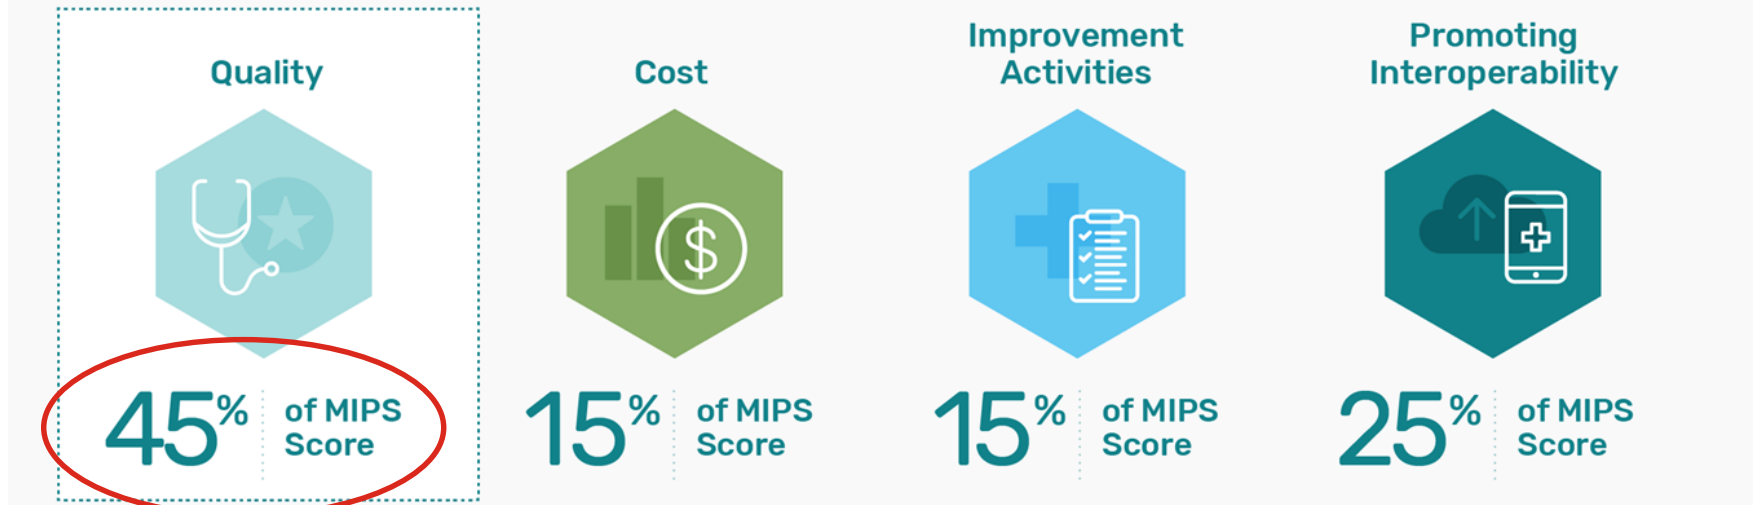 Quality
45% of MIPS
Score
Cost
15% of MIPS
Score
Improvement
Activities
15% of MIPS
Score
Promoting
Interoperability
25% of MIPS
Score